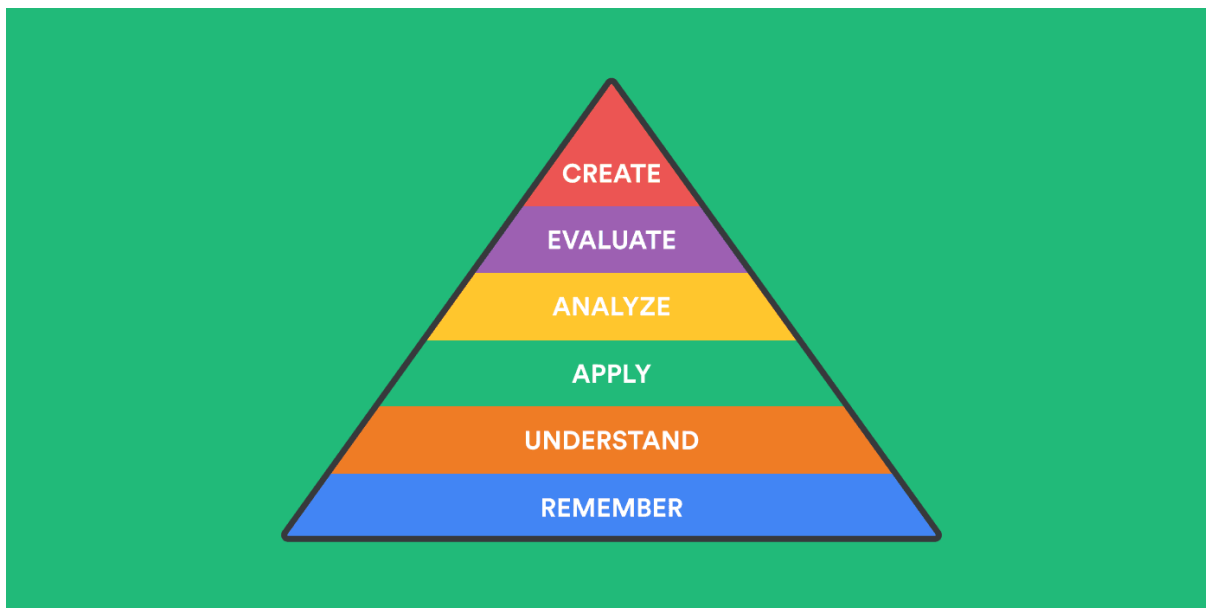 CREATE
EVALUATE
ANALYZE
APPLY
UNDERSTAND
REMEMBER